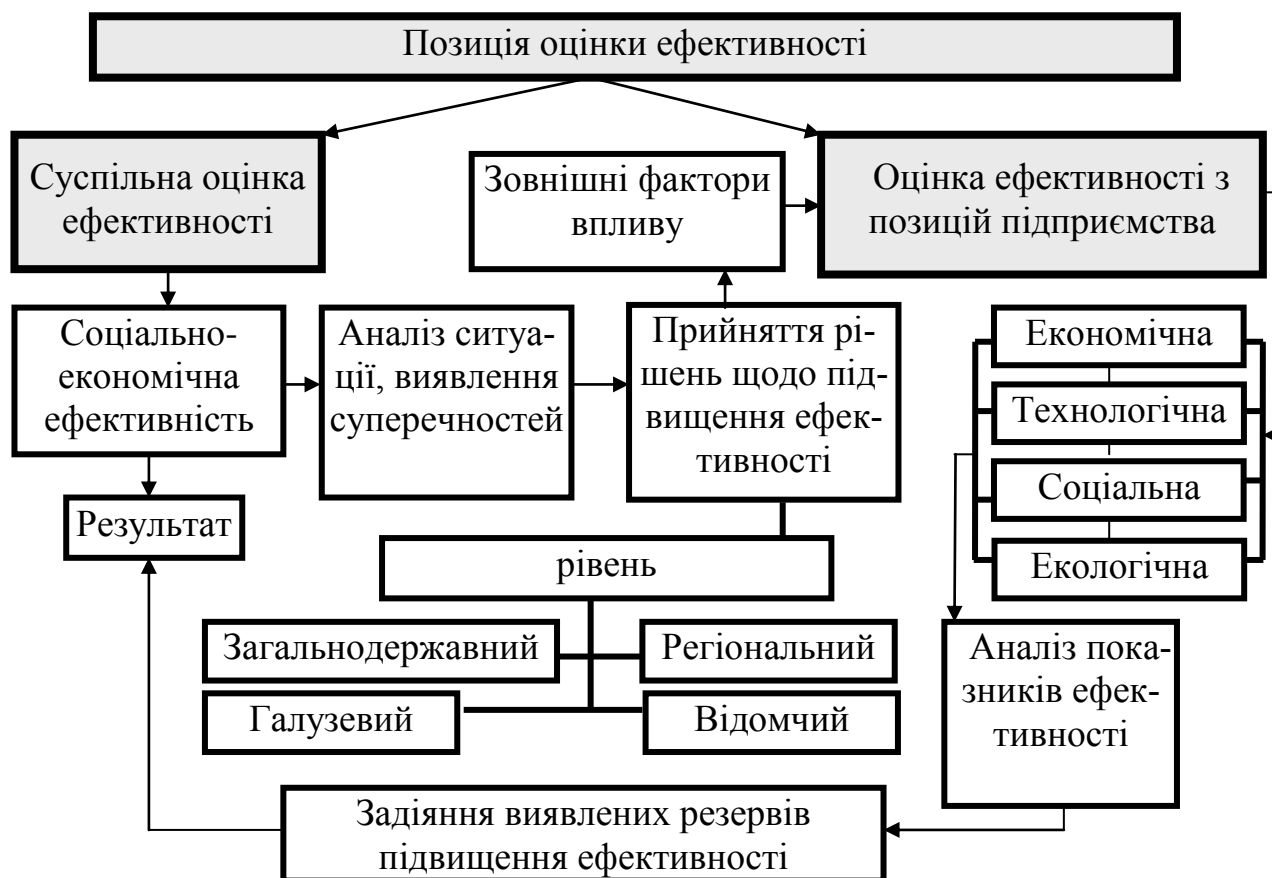 Позиція оцінки ефективності
Суспільна оцінка
ефективності
Зовнішні фактори
впливу
Оцінка ефективності з
позицій підприємства
Соціально-
економічна
ефективність
Аналіз ситуа-
ції, виявлення
суперечностей
Прийняття рі-
шень щодо під-
вищення ефек-
тивності
Економічна
Технологічна
Соціальна
Екологічна
Результат
рівень
Загальнодержавний
Регіональний
Галузевий
Відомчий
Аналіз пока-
зників ефек-
тивності
Задіяння виявлених резервів
підвищення ефективності